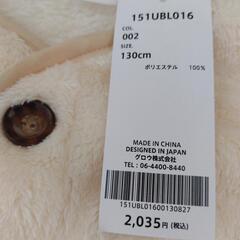 151UBL016
COL.
002
SIZE.
130cm
ポリエステル 100%
MADE IN CHINA
DESIGNED IN JAPAN
グロウ株式会社
TEL : 06-4400-8440
151UBL01600130827
2,035円(税込)